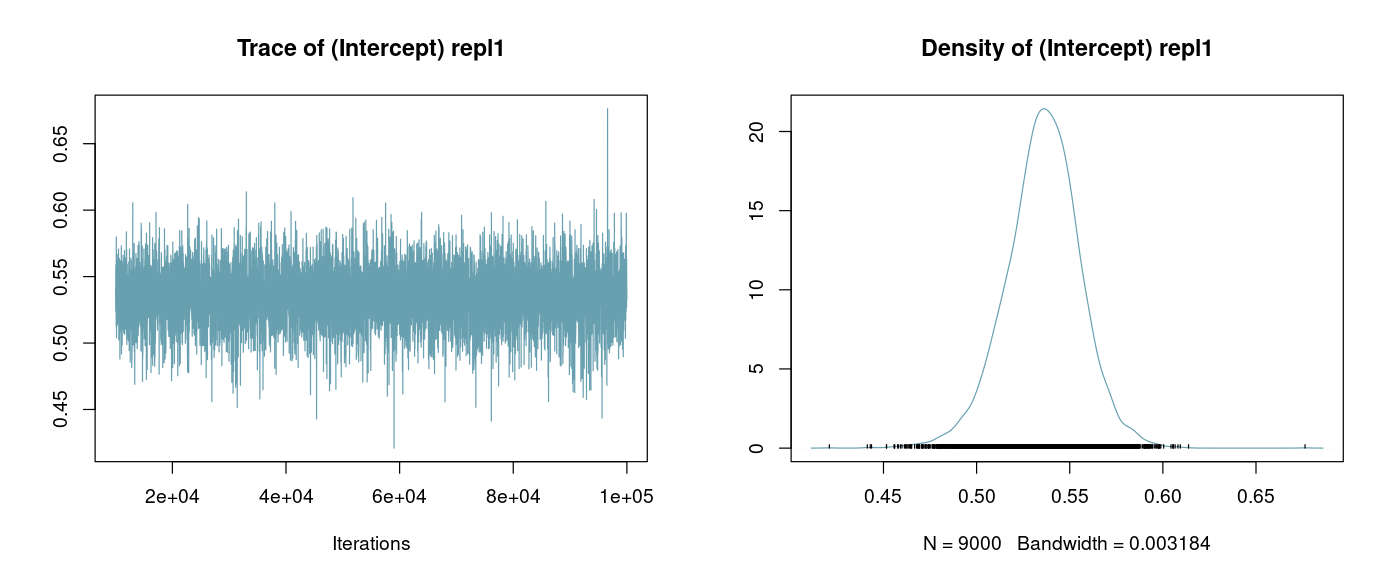 Trace of (Intercept) repl1
0.65
0.60
0.55
0.50
0.45
2e+04 4e+04 6e+04 8e+04 1e+05
Iterations
Density of (Intercept) repl1
20
15
10
5
0
0.45 0.50 0.55 0.60 0.65
N = 9000 Bandwidth = 0.003184